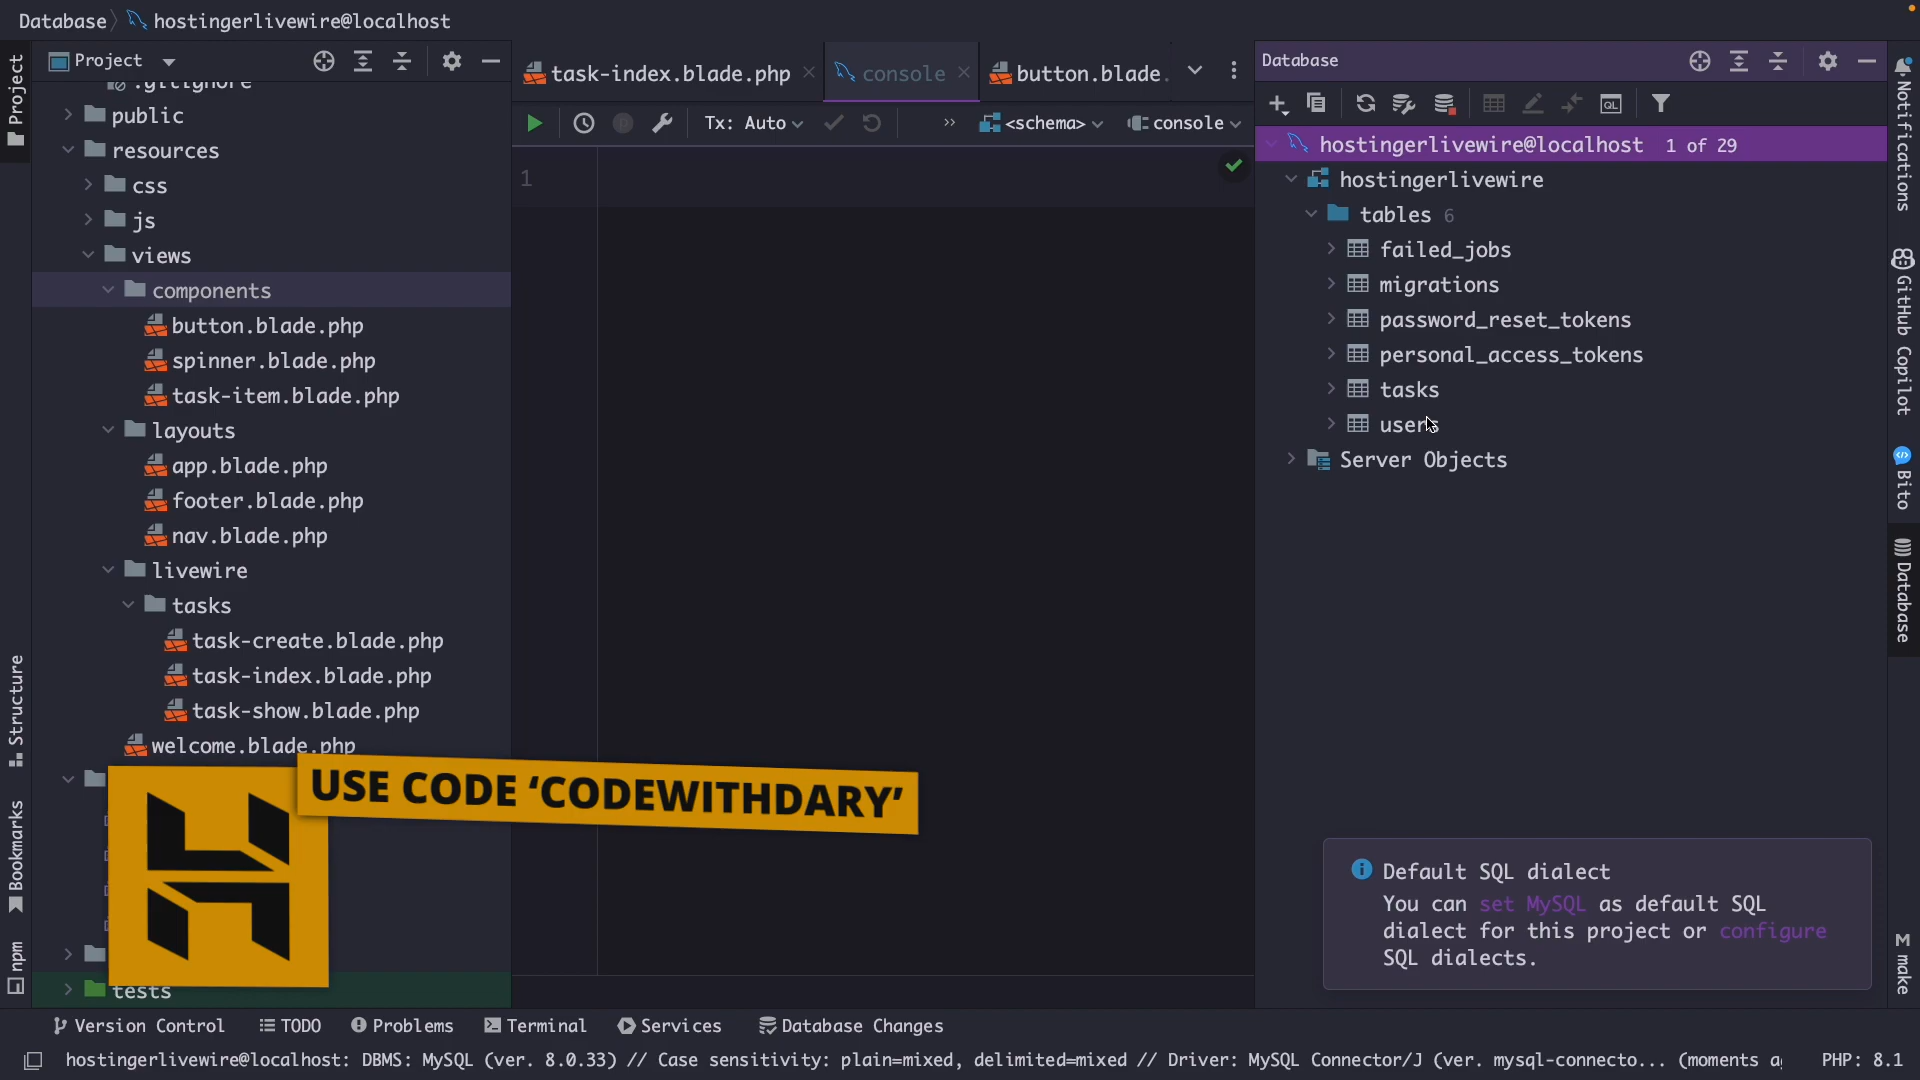 Database
hostingerlivewire@localhost
Project
.gitignore
public
resources
css
js
views
components
button.blade.php
spinner.blade.php
task-item.blade.php
layouts
app.blade.php
footer.blade.php
nav.blade.php
livewire
tasks
task-create.blade.php
task-index.blade.php
task-show.blade.php
welcome.blade.php
tests
Project
Structure
Bookmarks
npm
task-index.blade.php
console
button.blade.
Tx: Auto
<schema>
console
1
USE CODE ‘CODEWITHDARY’
Database
hostingerlivewire@localhost 1 of 29
hostingerlivewire
tables 6
failed_jobs
migrations
password_reset_tokens
personal_access_tokens
tasks
users
Server Objects
QL
Default SQL dialect
You can set MySQL as default SQL
dialect for this project or configure
SQL dialects.
Notifications
GitHub Copilot
Bito
Database
M make
Version Control
TODO
Problems
Terminal
Services
Database Changes
hostingerlivewire@localhost: DBMS: MySQL (ver. 8.0.33) // Case sensitivity: plain=mixed, delimited=mixed // Driver: MySQL Connector/J (ver. mysql-connecto... (moments
PHP: 8.1